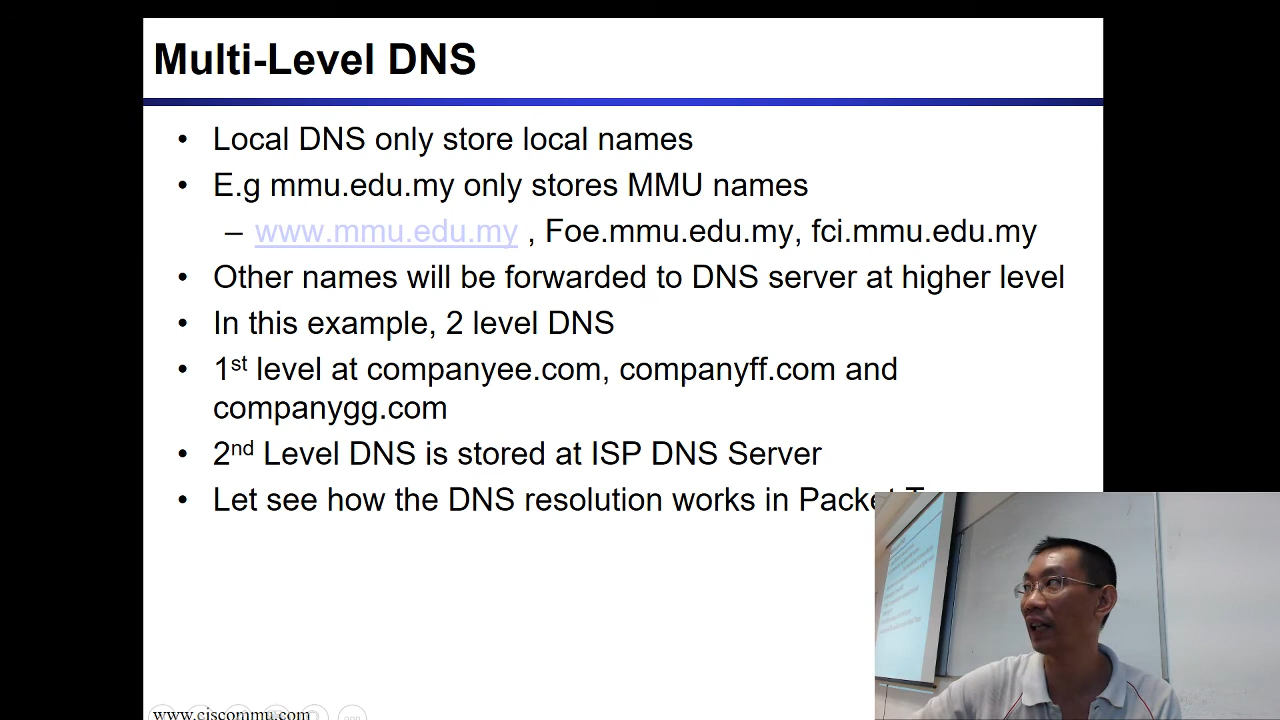 Multi-Level DNS
• Local DNS only store local names
• E.g mmu.edu.my only stores MMU names
– www.mmu.edu.my , Foe.mmu.edu.my, fci.mmu.edu.my
• Other names will be forwarded to DNS server at higher level
• In this example, 2 level DNS
• 1st level at companyee.com, companyff.com and
companygg.com
• 2nd Level DNS is stored at ISP DNS Server
• Let see how the DNS resolution works in Packet
www.ciscommu.com